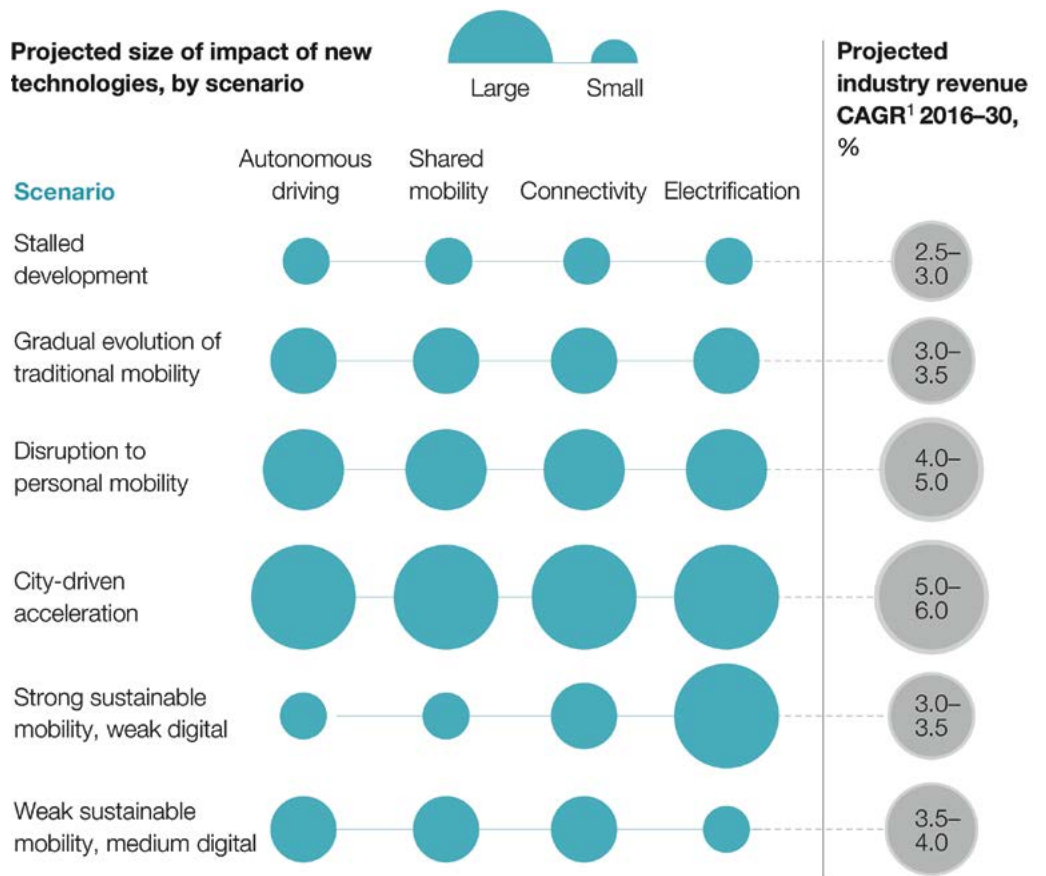 Projected size of impact of new
technologies, by scenario
Large
Small
Projected
industry revenue
CAGR¹ 2016–30,
%
Scenario
Autonomous
driving
Shared
mobility
Connectivity
Electrification
Stalled
development
2.5–
3.0
Gradual evolution of
traditional mobility
3.0–
3.5
Disruption to
personal mobility
4.0–
5.0
City-driven
acceleration
5.0–
6.0
Strong sustainable
mobility, weak digital
3.0–
3.5
Weak sustainable
mobility, medium digital
3.5–
4.0